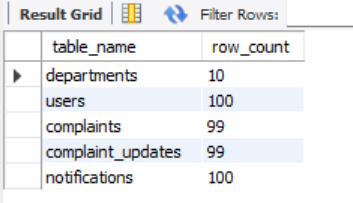 Result Grid Filter Rows:
table_name row_count
departments 10
users 100
complaints 99
complaint_updates 99
notifications 100